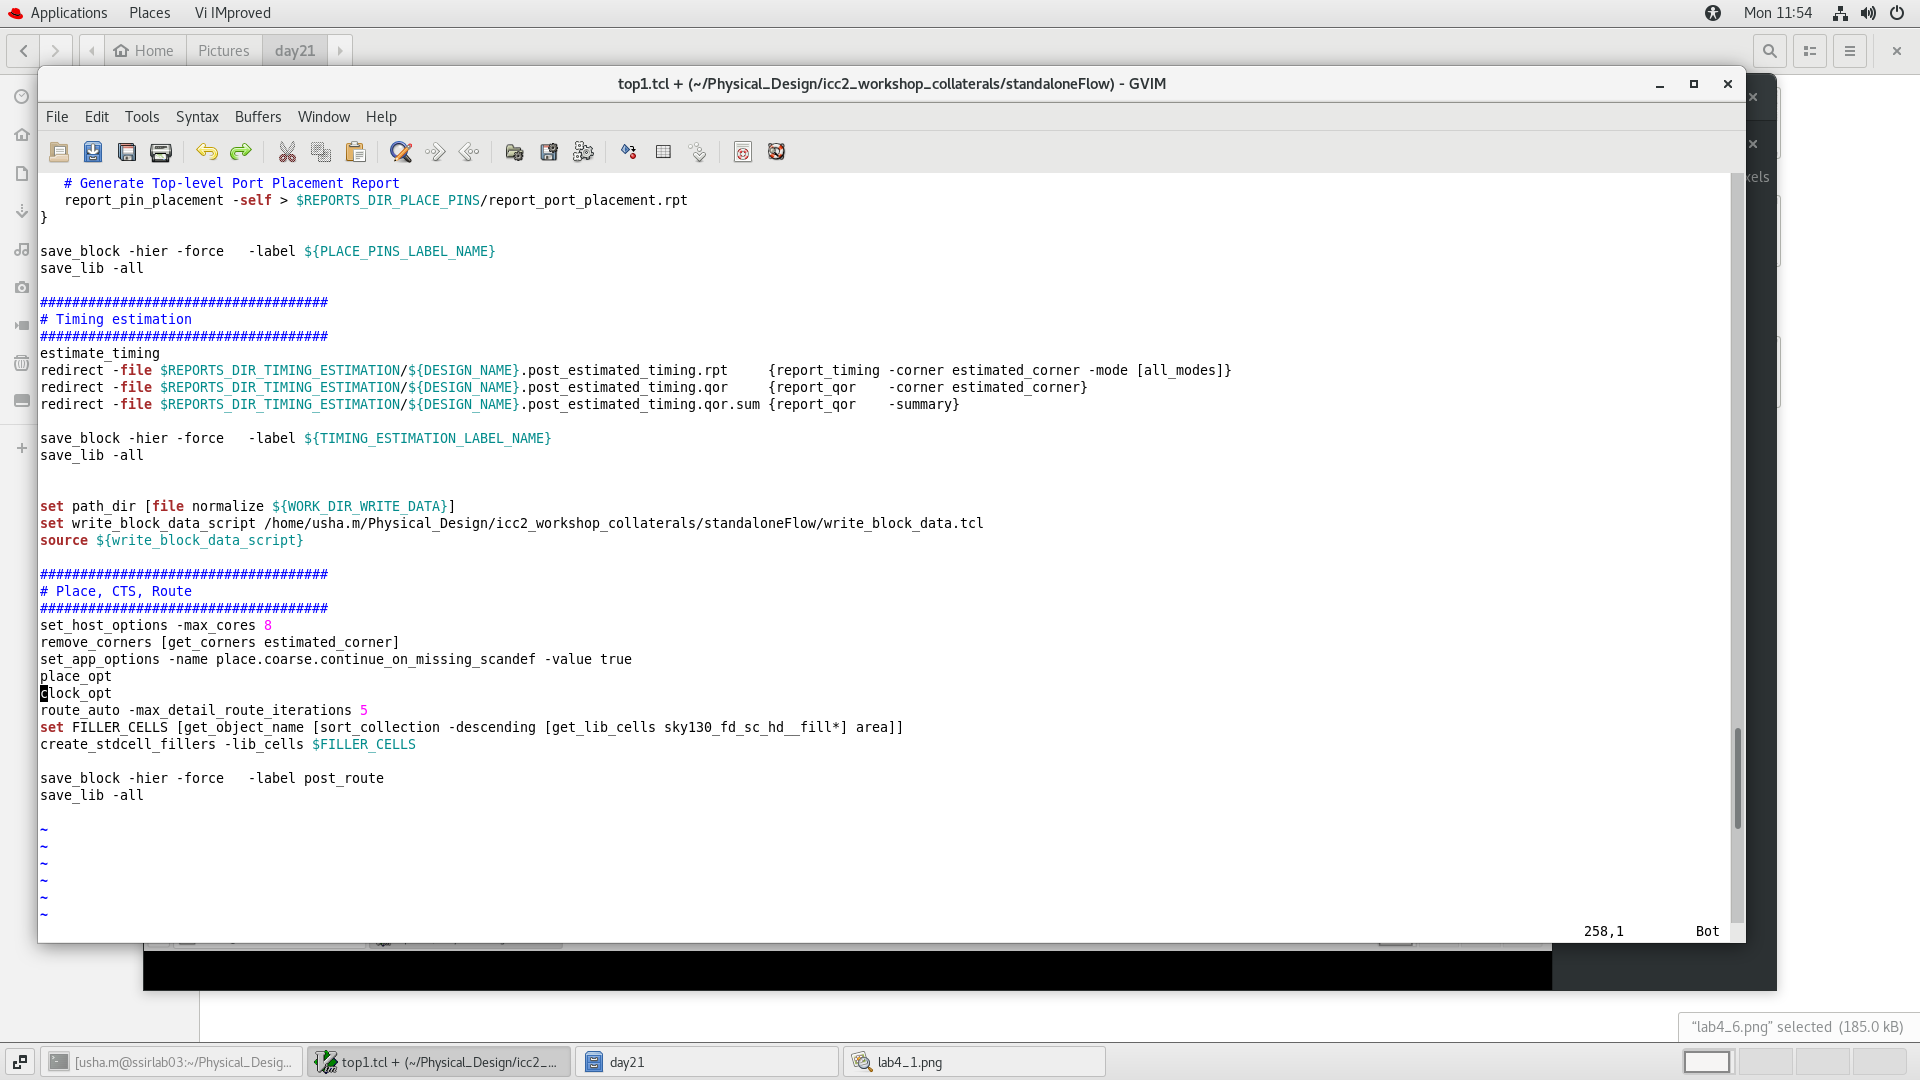 Applications Places Vi IMproved Mon 11:54
Home Pictures day21
top1.tcl + (~/Physical_Design/icc2_workshop_collaterals/standaloneFlow) - GVIM
File Edit Tools Syntax Buffers Window Help
# Generate Top-level Port Placement Report
report_pin_placement -self > $REPORTS_DIR_PLACE_PINS/report_port_placement.rpt
}
save_block -hier -force   -label ${PLACE_PINS_LABEL_NAME}
save_lib -all
####################################
# Timing estimation
####################################
estimate_timing
redirect -file $REPORTS_DIR_TIMING_ESTIMATION/${DESIGN_NAME}.post_estimated_timing.rpt     {report_timing -corner estimated_corner -mode [all_modes]}
redirect -file $REPORTS_DIR_TIMING_ESTIMATION/${DESIGN_NAME}.post_estimated_timing.qor     {report_qor    -corner estimated_corner}
redirect -file $REPORTS_DIR_TIMING_ESTIMATION/${DESIGN_NAME}.post_estimated_timing.qor.sum {report_qor    -summary}
save_block -hier -force   -label ${TIMING_ESTIMATION_LABEL_NAME}
save_lib -all
set path_dir [file normalize ${WORK_DIR_WRITE_DATA}]
set write_block_data_script /home/usha.m/Physical_Design/icc2_workshop_collaterals/standaloneFlow/write_block_data.tcl
source ${write_block_data_script}
####################################
# Place, CTS, Route
####################################
set_host_options -max_cores 8
remove_corners [get_corners estimated_corner]
set_app_options -name place.coarse.continue_on_missing_scandef -value true
place_opt
clock_opt
route_auto -max_detail_route_iterations 5
set FILLER_CELLS [get_object_name [sort_collection -descending [get_lib_cells sky130_fd_sc_hd__fill*] area]]
create_stdcell_fillers -lib_cells $FILLER_CELLS
save_block -hier -force   -label post_route
save_lib -all
~
~
~
~
~
~
258,1 Bot
"lab4_6.png" selected (185.0 kB)
[usha.m@ssirlab03:~/Physical_Desig... top1.tcl + (~/Physical_Design/icc2_... day21 lab4_1.png